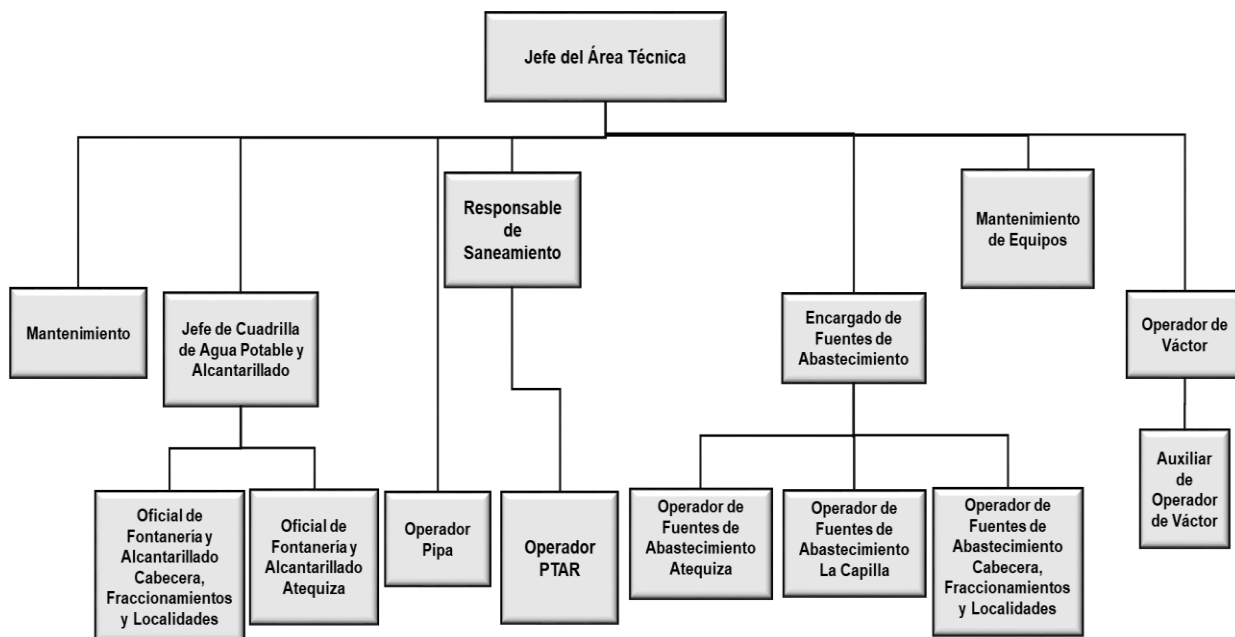 Jefe del Área Técnica
Responsable
de
Saneamiento
Mantenimiento
de Equipos
Mantenimiento
Jefe de Cuadrilla
de Agua Potable y
Alcantarillado
Encargado de
Fuentes de
Abastecimiento
Operador de
Váctor
Oficial de
Fontanería y
Alcantarillado
Cabecera,
Fraccionamientos
y Localidades
Oficial de
Fontanería y
Alcantarillado
Atequiza
Operador
Pipa
Operador
PTAR
Operador de
Fuentes de
Abastecimiento
Atequiza
Operador de
Fuentes de
Abastecimiento
La Capilla
Operador de
Fuentes de
Abastecimiento
Cabecera,
Fraccionamientos
y Localidades
Auxiliar
de
Operador
de Váctor